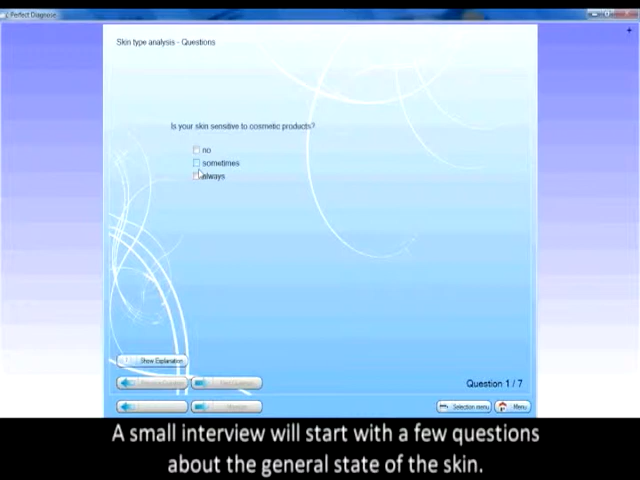 Perfect Diagnose
Skin type analysis - Questions
Is your skin sensitive to cosmetic products?
no
sometimes
always
Show Explanation
Question 1 / 7
Selection menu
Menu
A small interview will start with a few questions
about the general state of the skin.